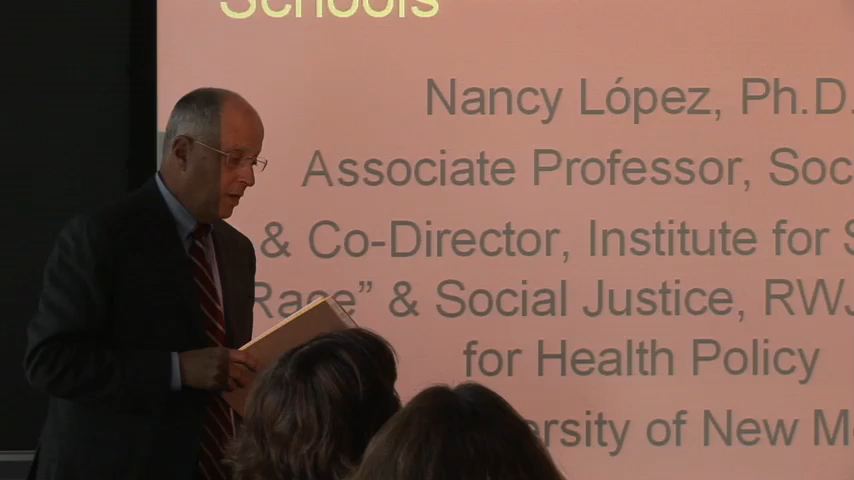 Schools
Nancy López, Ph.D.
Associate Professor, Soc
& Co-Director, Institute for S
Race” & Social Justice, RWJ
for Health Policy
ersity of New M